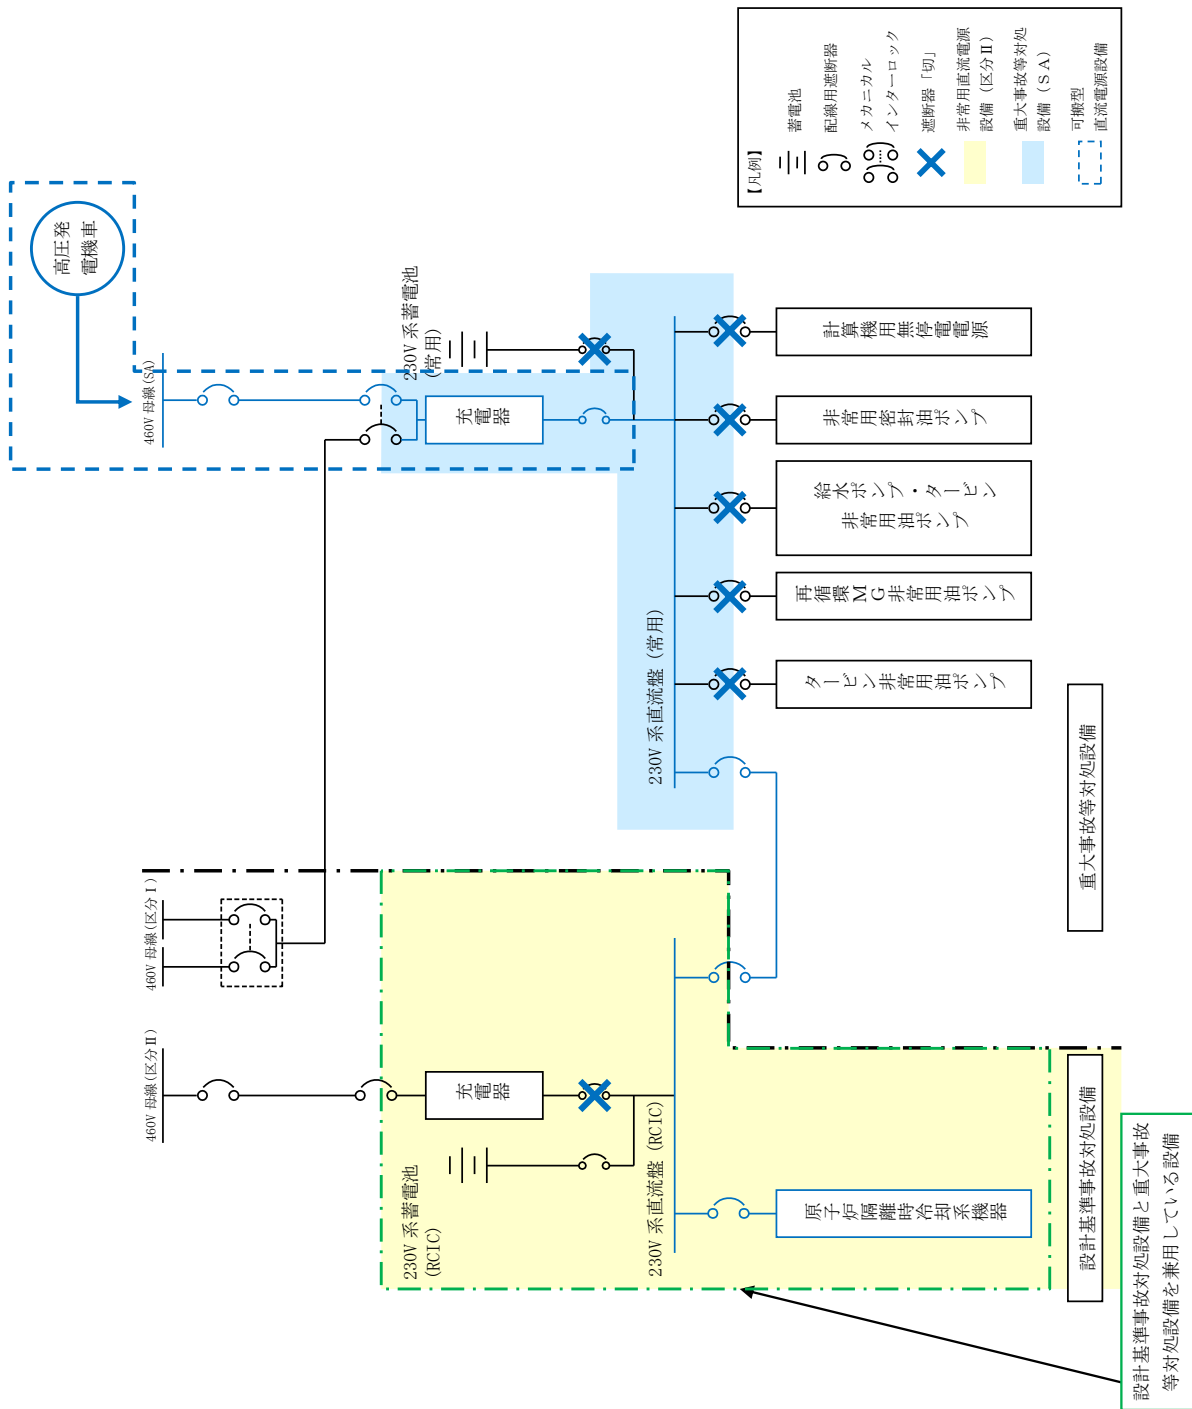 高圧発
電機車
460V 母線(SA)
230V 系蓄電池
(常用)
充電器
計算機用無停電電源
非常用密封油ポンプ
給水ポンプ・タービン
非常用油ポンプ
再循環MG非常用油ポンプ
タービン非常用油ポンプ
230V 系直流盤 (常用)
重大事故等対処設備
460V 母線(区分Ⅰ)
460V 母線(区分Ⅱ)
充電器
230V 系蓄電池
(RCIC)
230V 系直流盤 (RCIC)
原子炉隔離時冷却系機器
設計基準事故対処設備
設計基準事故対処設備と重大事故
等対処設備を兼用している設備
【凡例】
蓄電池
配線用遮断器
メカニカル
インターロック
遮断器「切」
非常用直流電源
設備 (区分Ⅱ)
重大事故等対処
設備 (SA)
可搬型
直流電源設備